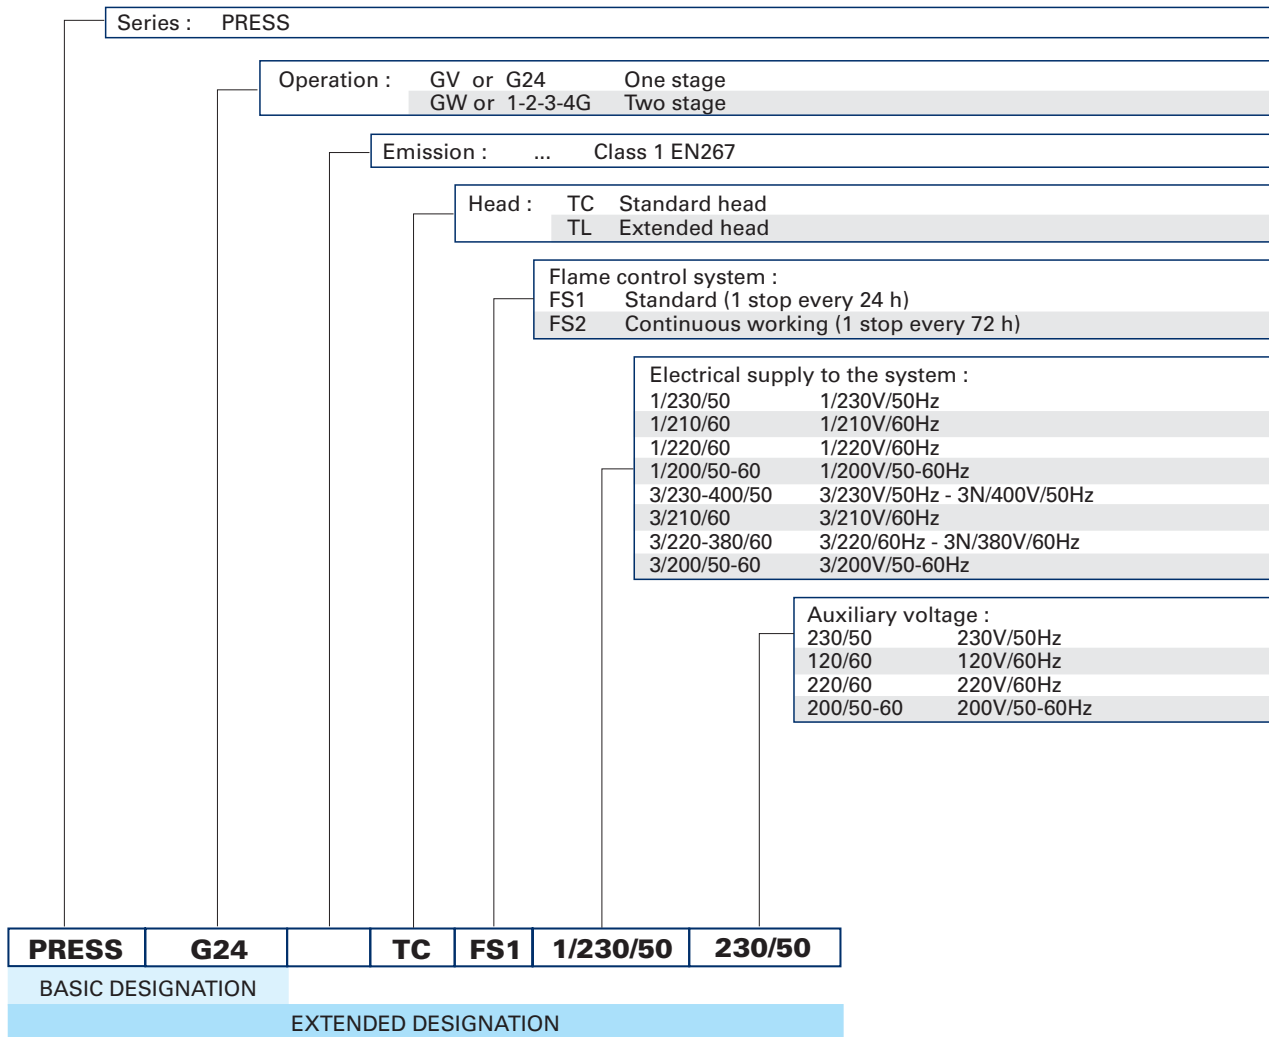 Series : PRESS
Operation : GV or G24 One stage
GW or 1-2-3-4G Two stage
Emission : ... Class 1 EN267
Head : TC Standard head
TL Extended head
Flame control system :
FS1 Standard (1 stop every 24 h)
FS2 Continuous working (1 stop every 72 h)
Electrical supply to the system :
1/230/50 1/230V/50Hz
1/210/60 1/210V/60Hz
1/220/60 1/220V/60Hz
1/200/50-60 1/200V/50-60Hz
3/230-400/50 3/230V/50Hz - 3N/400V/50Hz
3/210/60 3/210V/60Hz
3/220-380/60 3/220/60Hz - 3N/380V/60Hz
3/200/50-60 3/200V/50-60Hz
Auxiliary voltage :
230/50 230V/50Hz
120/60 120V/60Hz
220/60 220V/60Hz
200/50-60 200V/50-60Hz
PRESS G24 TC FS1 1/230/50 230/50
BASIC DESIGNATION
EXTENDED DESIGNATION